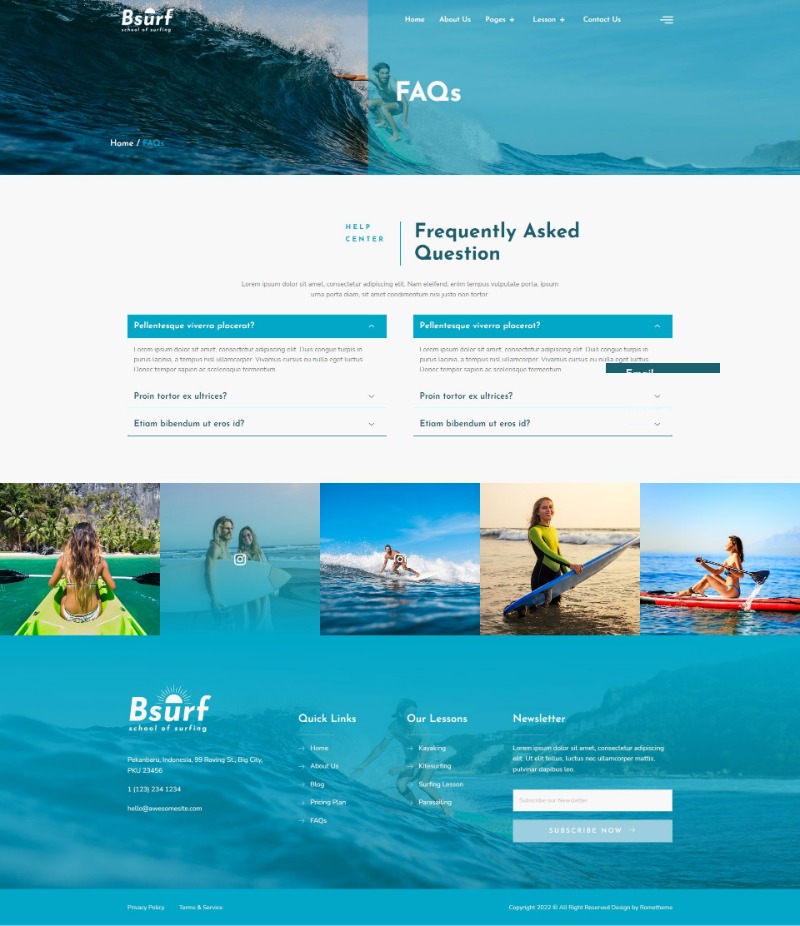 Bsurf
school of surfing
Home About Us Pages + Lesson + Contact Us
FAQs
Home / FAQs
HELP
CENTER
Frequently Asked
Question
Lorem ipsum dolor sit amet, consectetur adipiscing elit. Nam eleifend, enim tempus vulputate porta, ipsum
urna porta diam, sit amet condimentum nisi justo non tortor.
Pellentesque viverra placerat?
Lorem ipsum dolor sit amet, consectetur adipiscing elit. Duis congue turpis in
purus lacinia, a tempus nisl ullamcorper. Vivamus cursus eu nulla eget luctus.
Donec tempor sapien ac scelerisque fermentum.
Proin tortor ex ultrices?
Etiam bibendum ut eros id?
Pellentesque viverra placerat?
Lorem ipsum dolor sit amet, consectetur adipiscing elit. Duis congue turpis in
purus lacinia, a tempus nisl ullamcorper. Vivamus cursus eu nulla eget luctus.
Donec tempor sapien ac scelerisque fermentum.
Email
Proin tortor ex ultrices?
Etiam bibendum ut eros id?
Bsurf
school of surfing
Pekanbaru, Indonesia, 99 Roving St., Big City,
PKU 23456
1 (123) 234 1234
hello@awesomesite.com
Quick Links
Home
About Us
Blog
Pricing Plan
FAQs
Our Lessons
Kayaking
Kitesurfing
Surfing Lesson
Parasailing
Newsletter
Lorem ipsum dolor sit amet, consectetur adipiscing
elit. Ut elit tellus, luctus nec ullamcorper mattis,
pulvinar dapibus leo.
Subscribe our Newsletter
SUBSCRIBE NOW
Privacy Policy Terms & Service
Copyright 2022 © All Right Reserved Design by Rometheme